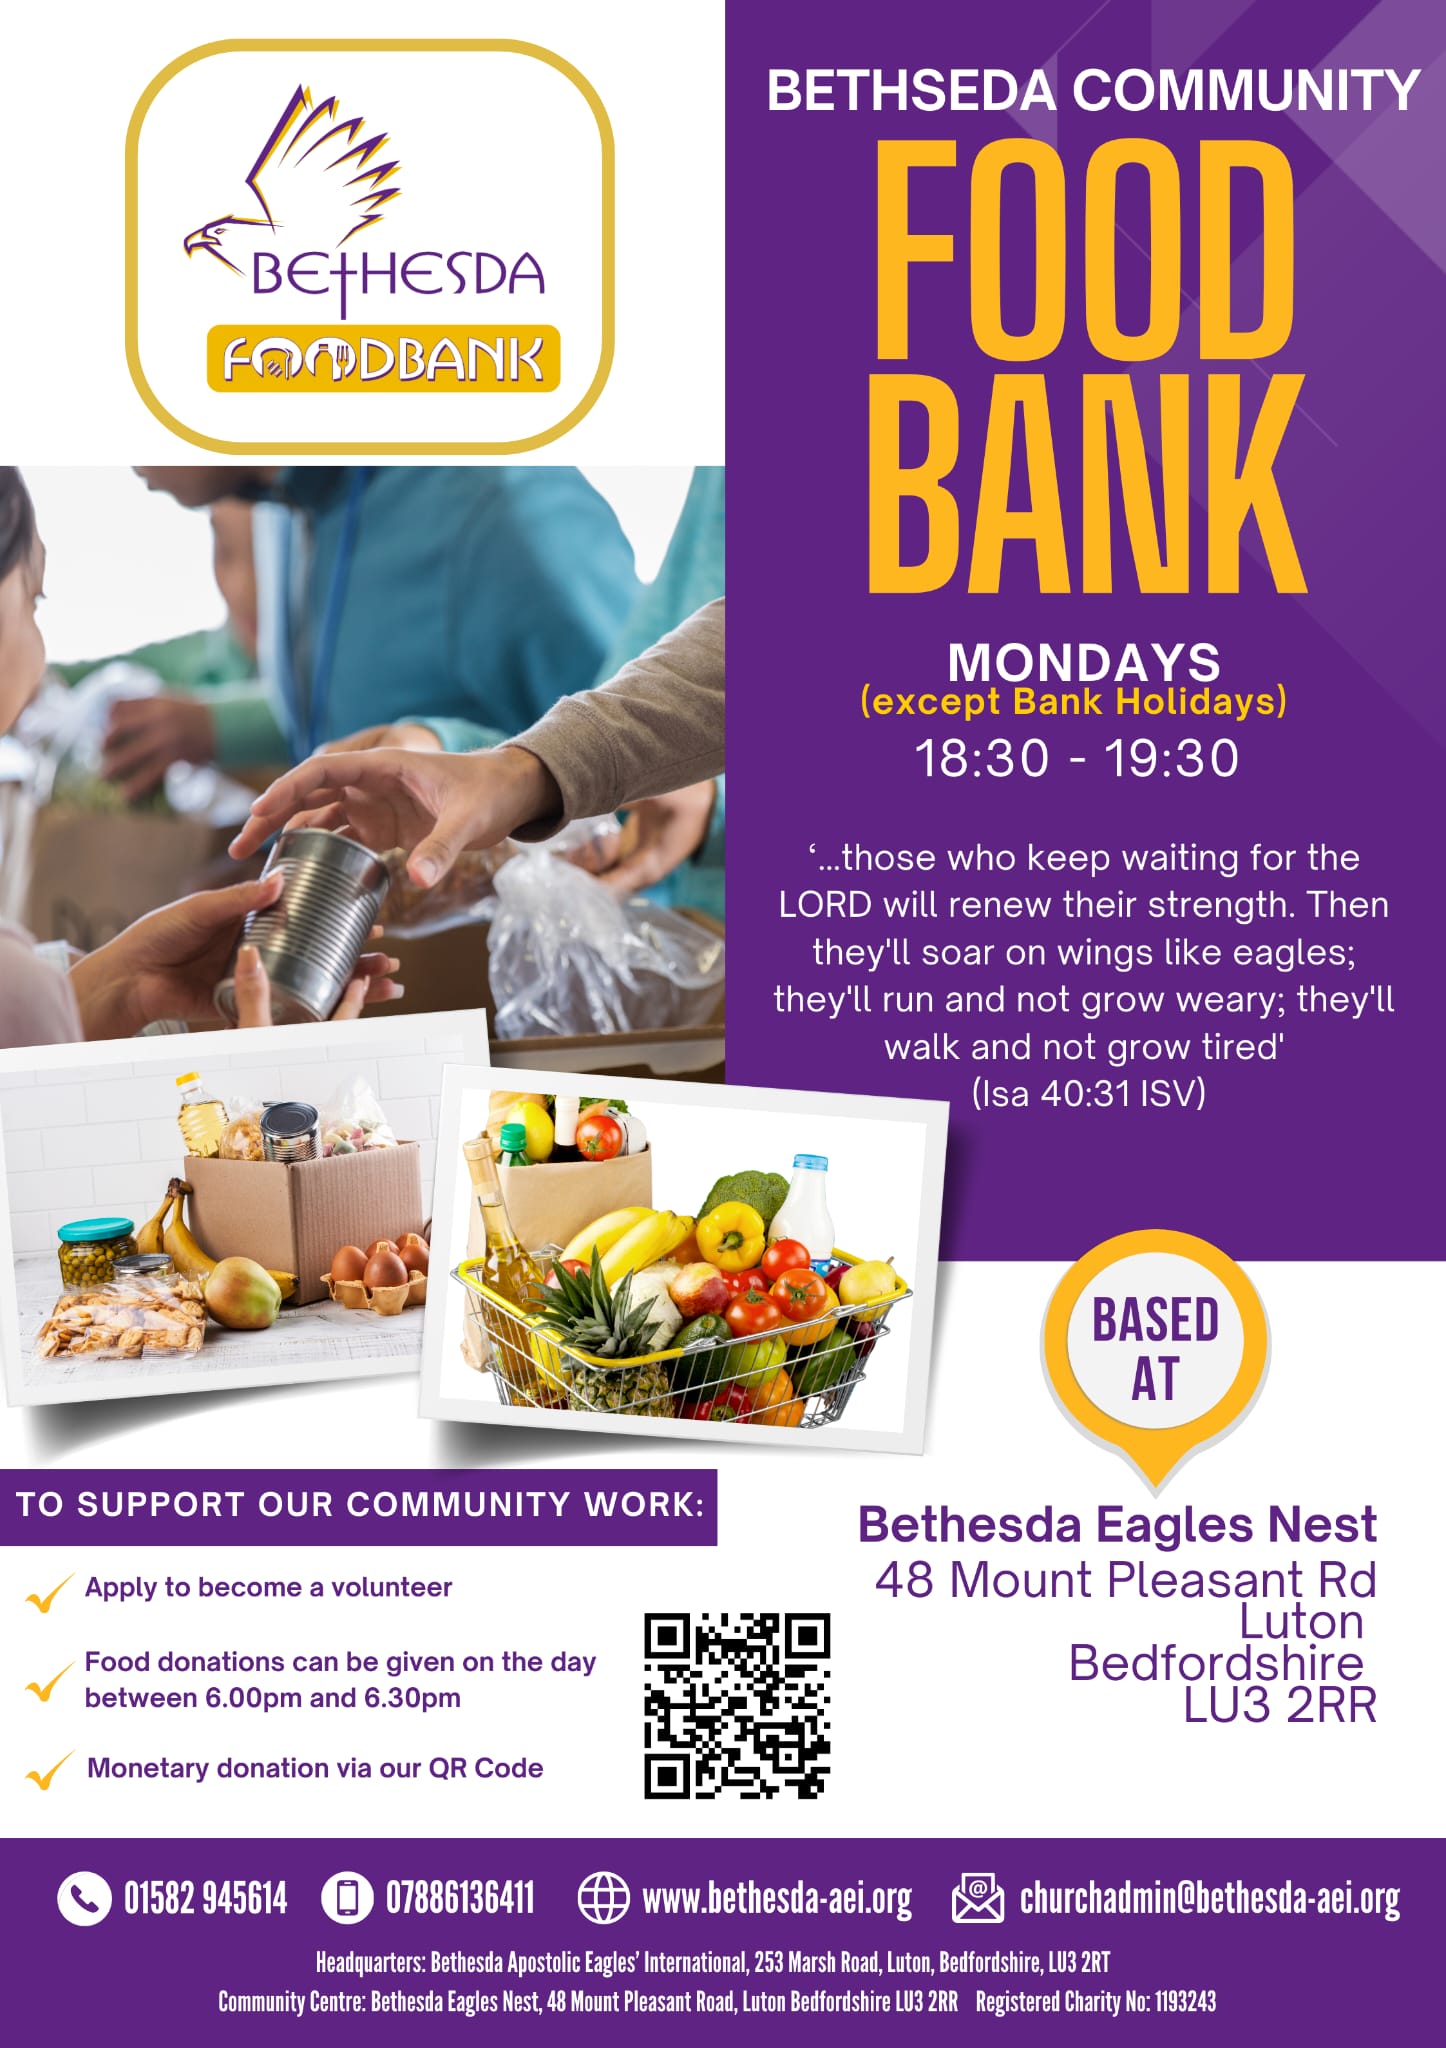 BETHESDA
FOODBANK
BETHSEDA COMMUNITY
FOOD
BANK
MONDAYS
(except Bank Holidays)
18:30 - 19:30
‘...those who keep waiting for the
LORD will renew their strength. Then
they'll soar on wings like eagles;
they'll run and not grow weary; they'll
walk and not grow tired'
(Isa 40:31 ISV)
BASED
AT
Bethesda Eagles Nest
48 Mount Pleasant Rd
Luton
Bedfordshire
LU3 2RR
TO SUPPORT OUR COMMUNITY WORK:
Apply to become a volunteer
Food donations can be given on the day
between 6.00pm and 6.30pm
Monetary donation via our QR Code
01582 945614 07886136411 www.bethesda-aei.org churchadmin@bethesda-aei.org
Headquarters: Bethesda Apostolic Eagles’ International, 253 Marsh Road, Luton, Bedfordshire, LU3 2RT
Community Centre: Bethesda Eagles Nest, 48 Mount Pleasant Road, Luton Bedfordshire LU3 2RR Registered Charity No: 1193243